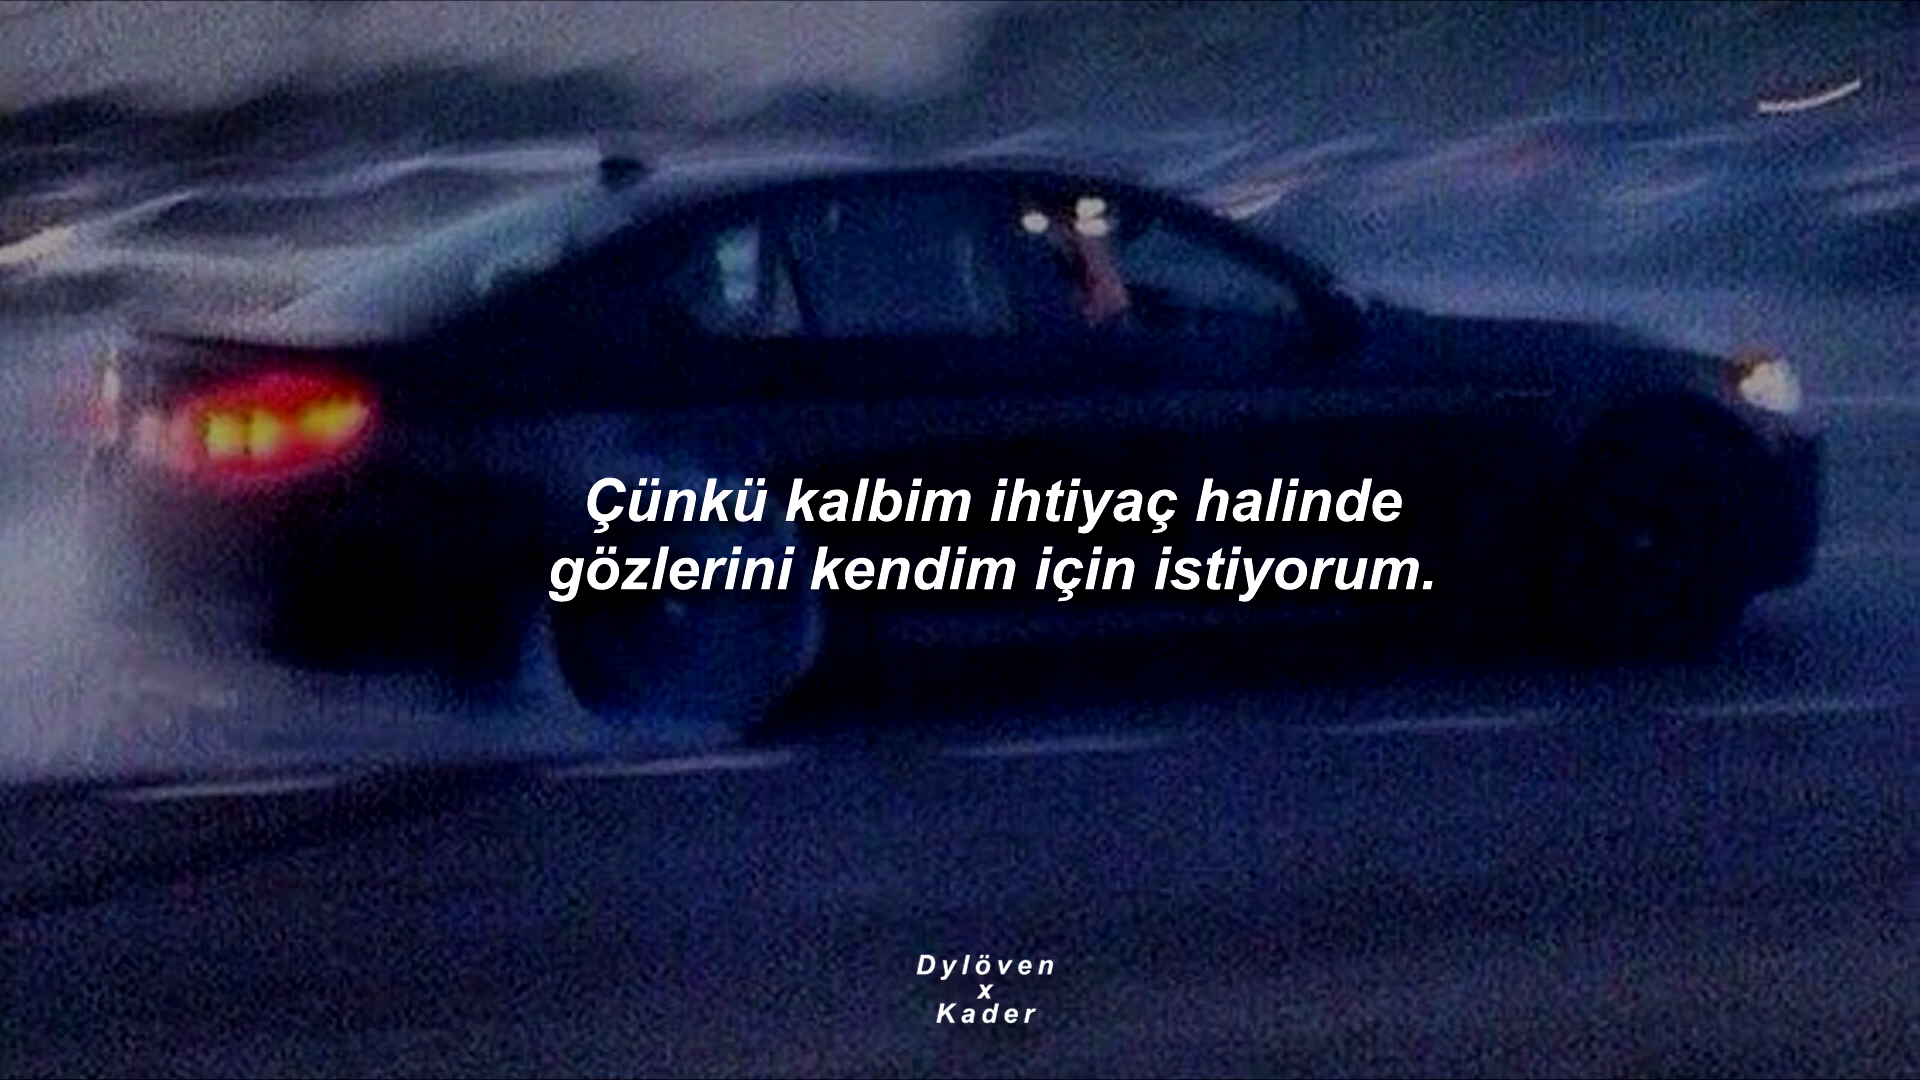 Çünkü kalbim ihtiyaç halinde
gözlerini kendim için istiyorum.
Dylöven
x
Kader